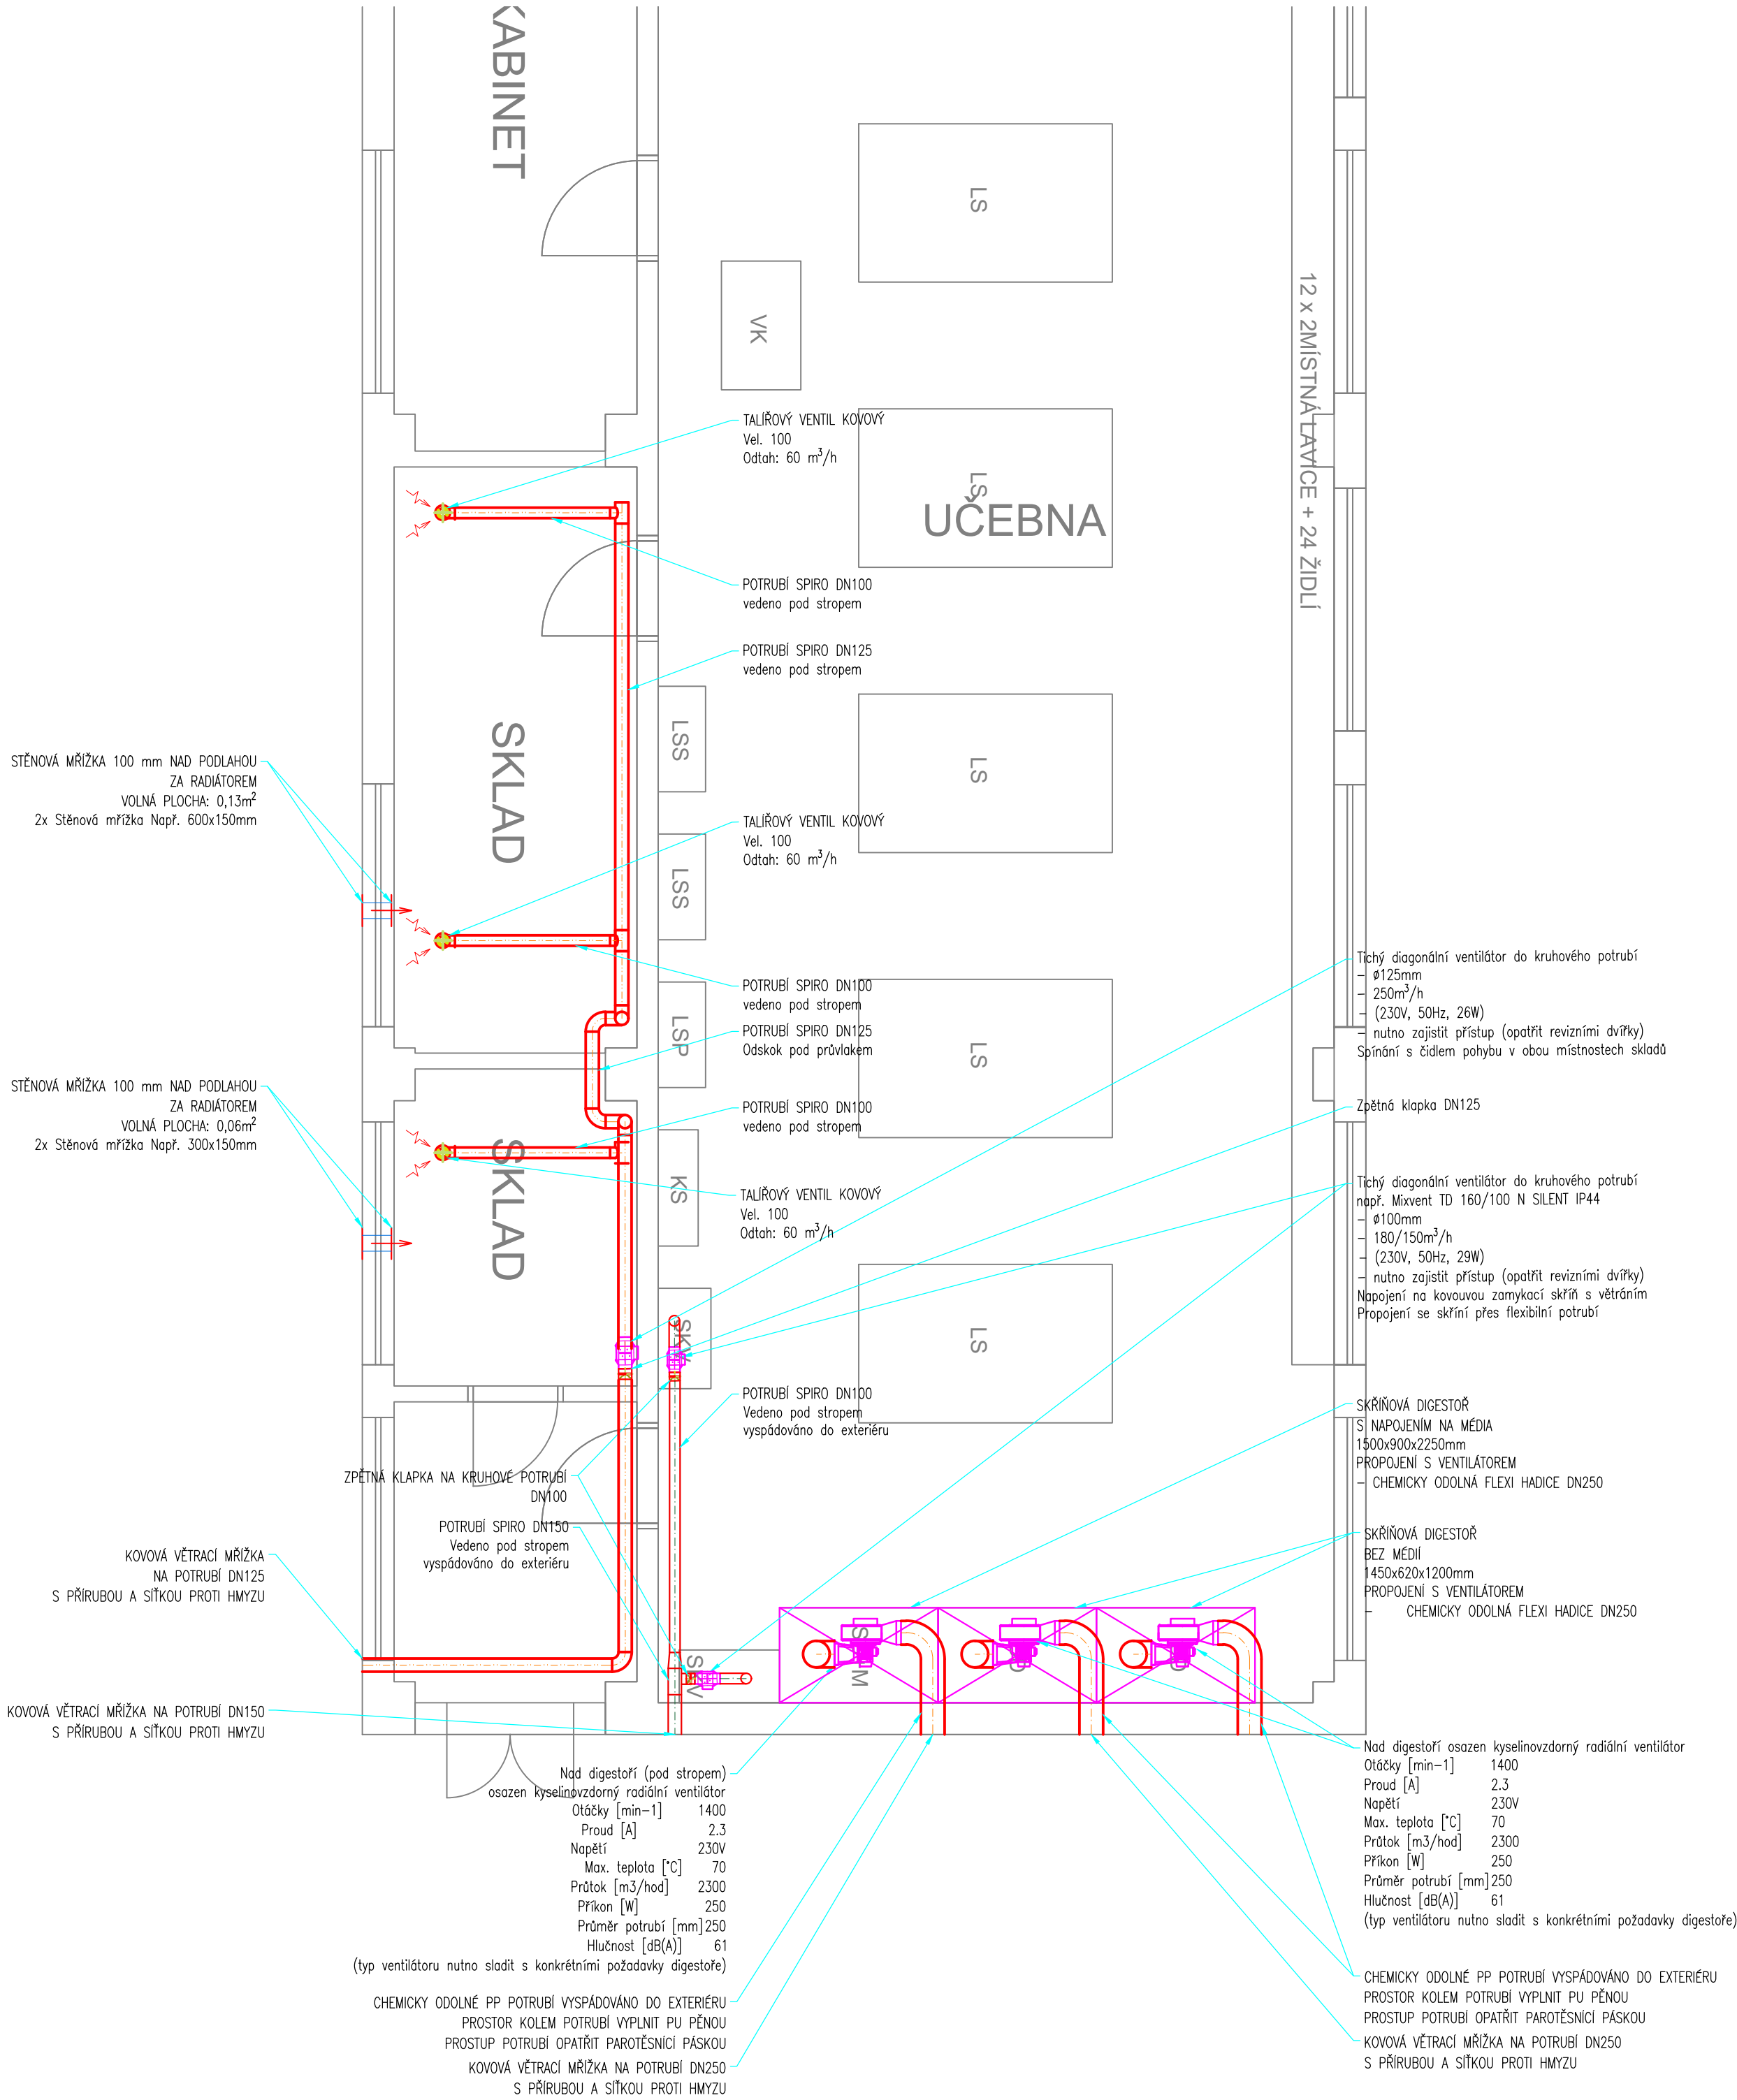 KABINET
LS
VK
12 x 2MÍSTNÁ LAVICE + 24 ŽIDLÍ
TALÍŘOVÝ VENTIL KOVOVÝ
Vel. 100
Odtah: 60 m³/h
LS
UČEBNA
POTRUBÍ SPIRO DN100
vedeno pod stropem
POTRUBÍ SPIRO DN125
vedeno pod stropem
SKLAD
LSS
LS
STĚNOVÁ MŘÍŽKA 100 mm NAD PODLAHOU
ZA RADIÁTOREM
VOLNÁ PLOCHA: 0,13m²
2x Stěnová mřížka Např. 600x150mm
TALÍŘOVÝ VENTIL KOVOVÝ
Vel. 100
Odtah: 60 m³/h
LSS
Tichý diagonální ventilátor do kruhového potrubí
- ø125mm
- 250m³/h
- (230V, 50Hz, 26W)
- nutno zajistit přístup (opatřit revizními dvířky)
Spínání s čidlem pohybu v obou místnostech skladů
POTRUBÍ SPIRO DN100
vedeno pod stropem
LSP
POTRUBÍ SPIRO DN125
Odskok pod průvlakem
LS
STĚNOVÁ MŘÍŽKA 100 mm NAD PODLAHOU
ZA RADIÁTOREM
VOLNÁ PLOCHA: 0,06m²
2x Stěnová mřížka Např. 300x150mm
POTRUBÍ SPIRO DN100
vedeno pod stropem
Zpětná klapka DN125
SKLAD
KS
TALÍŘOVÝ VENTIL KOVOVÝ
Vel. 100
Odtah: 60 m³/h
Tichý diagonální ventilátor do kruhového potrubí
např. Mixvent TD 160/100 N SILENT IP44
- ø100mm
- 180/150m³/h
- (230V, 50Hz, 29W)
- nutno zajistit přístup (opatřit revizními dvířky)
Napojení na kovouvou zamykací skříň s větráním
Propojení se skříní přes flexibilní potrubí
SKV
LS
POTRUBÍ SPIRO DN100
Vedeno pod stropem
vyspádováno do exteriéru
SKŘÍŇOVÁ DIGESTOŘ
S NAPOJENÍM NA MÉDIA
1500x900x2250mm
PROPOJENÍ S VENTILÁTOREM
- CHEMICKY ODOLNÁ FLEXI HADICE DN250
ZPĚTNÁ KLAPKA NA KRUHOVÉ POTRUBÍ
DN100
POTRUBÍ SPIRO DN150
Vedeno pod stropem
vyspádováno do exteriéru
SKŘÍŇOVÁ DIGESTOŘ
BEZ MÉDIÍ
1450x620x1200mm
PROPOJENÍ S VENTILÁTOREM
- CHEMICKY ODOLNÁ FLEXI HADICE DN250
KOVOVÁ VĚTRACÍ MŘÍŽKA
NA POTRUBÍ DN125
S PŘÍRUBOU A SÍŤKOU PROTI HMYZU
KOVOVÁ VĚTRACÍ MŘÍŽKA NA POTRUBÍ DN150
S PŘÍRUBOU A SÍŤKOU PROTI HMYZU
Nad digestoří (pod stropem)
osazen kyselinovzdorný radiální ventilátor
Otáčky [min-1] 1400
Proud [A] 2.3
Napětí 230V
Max. teplota [°C] 70
Průtok [m3/hod] 2300
Příkon [W] 250
Průměr potrubí [mm] 250
Hlučnost [dB(A)] 61
(typ ventilátoru nutno sladit s konkrétními požadavky digestoře)
Nad digestoří osazen kyselinovzdorný radiální ventilátor
Otáčky [min-1] 1400
Proud [A] 2.3
Napětí 230V
Max. teplota [°C] 70
Průtok [m3/hod] 2300
Příkon [W] 250
Průměr potrubí [mm] 250
Hlučnost [dB(A)] 61
(typ ventilátoru nutno sladit s konkrétními požadavky digestoře)
CHEMICKY ODOLNÉ PP POTRUBÍ VYSPÁDOVÁNO DO EXTERIÉRU
PROSTOR KOLEM POTRUBÍ VYPLNIT PU PĚNOU
PROSTUP POTRUBÍ OPATŘIT PAROTĚSNÍCÍ PÁSKOU
KOVOVÁ VĚTRACÍ MŘÍŽKA NA POTRUBÍ DN250
S PŘÍRUBOU A SÍŤKOU PROTI HMYZU
CHEMICKY ODOLNÉ PP POTRUBÍ VYSPÁDOVÁNO DO EXTERIÉRU
PROSTOR KOLEM POTRUBÍ VYPLNIT PU PĚNOU
PROSTUP POTRUBÍ OPATŘIT PAROTĚSNÍCÍ PÁSKOU
KOVOVÁ VĚTRACÍ MŘÍŽKA NA POTRUBÍ DN250
S PŘÍRUBOU A SÍŤKOU PROTI HMYZU